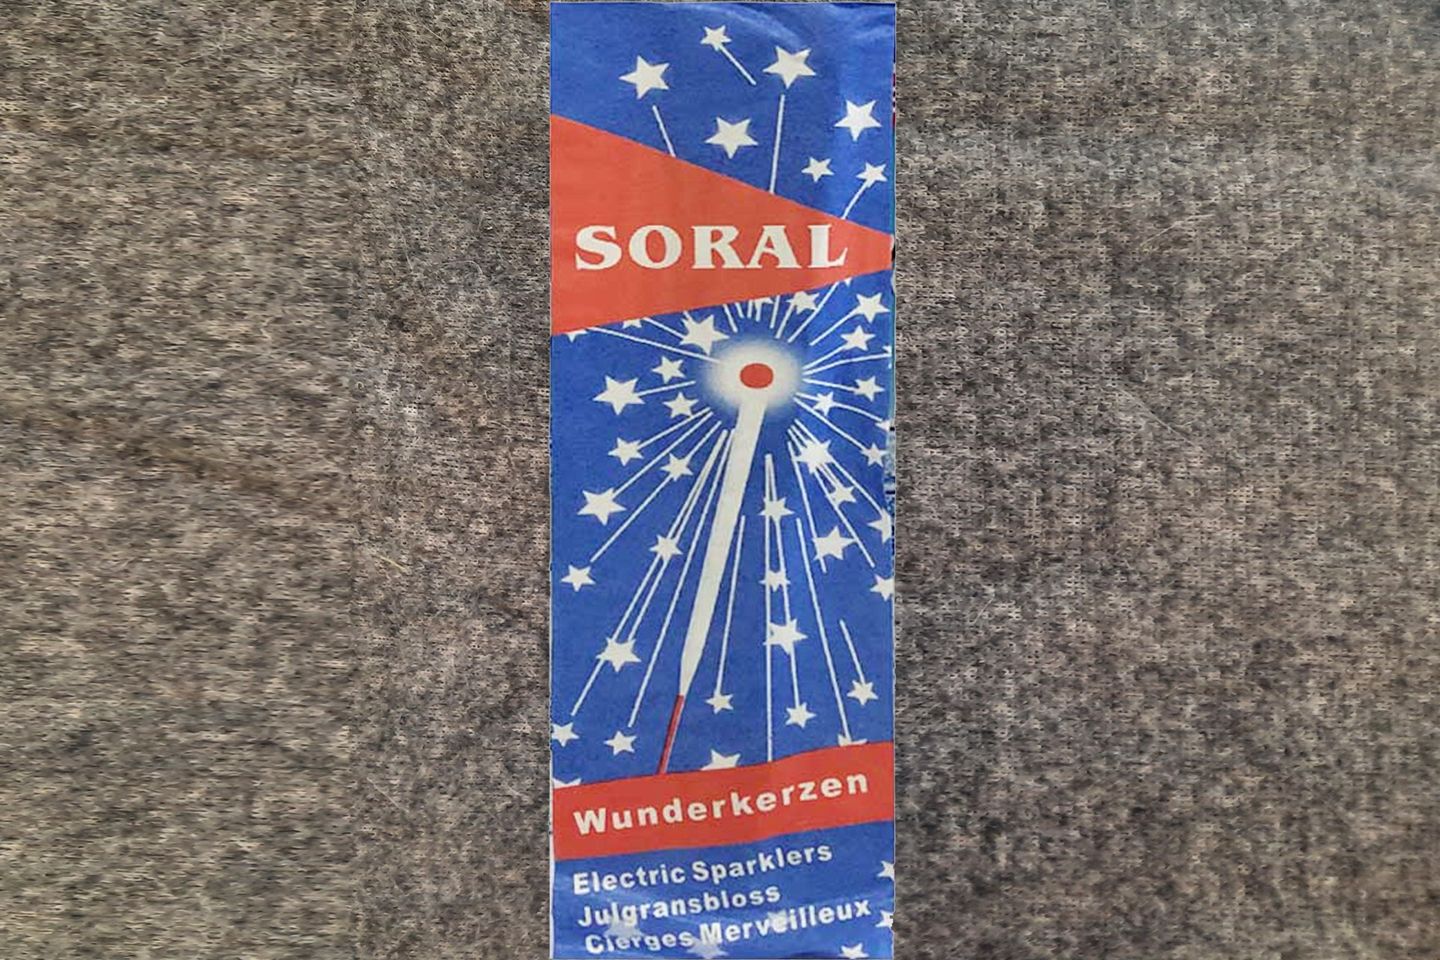 SORAL
Wunderkerzen
Electric Sparklers
Julgransbloss
Cierges Merveilleux